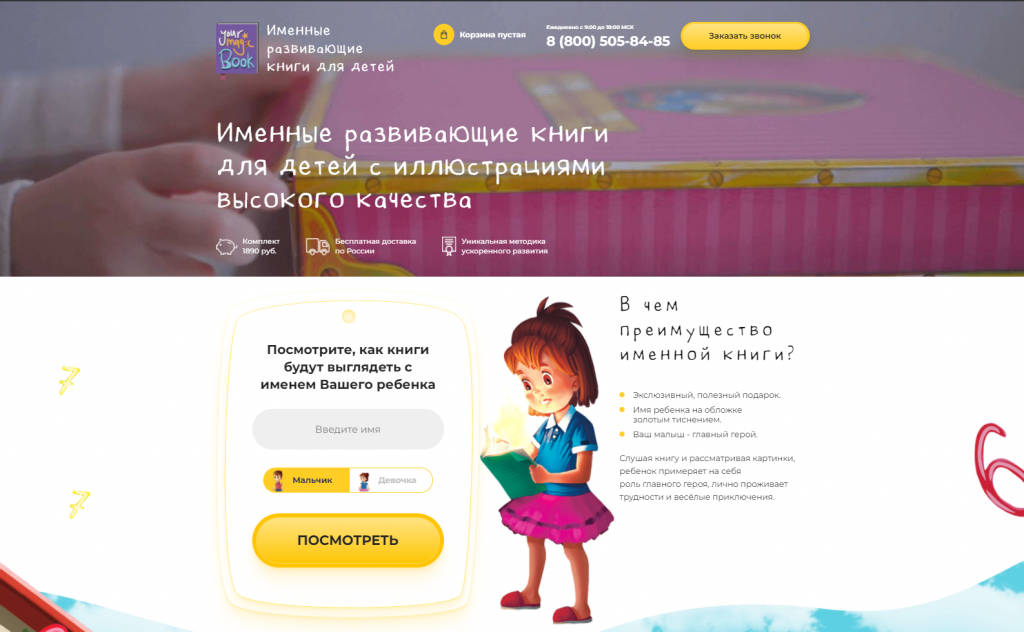 your
magic
Book
Именные
развивающие
книги для детей
Корзина пустая
Ежедневно с 9:00 до 18:00 МСК
8 (800) 505-84-85
Заказать звонок
Именные развивающие книги
для детей с иллюстрациями
высокого качества
Комплект
1890 руб.
Бесплатная доставка
по России
Уникальная методика
ускоренного развития
Посмотрите, как книги
будут выглядеть с
именем Вашего ребенка
Введите имя
Мальчик
Девочка
ПОСМОТРЕТЬ
В чем
преимущество
именной книги?
Экслюзивный, полезный подарок.
Имя ребенка на обложке
золотым тиснением.
Ваш малыш - главный герой.
Слушая книгу и рассматривая картинки,
ребенок примеряет на себя
роль главного героя, лично проживает
трудности и весёлые приключения.
7
7
6